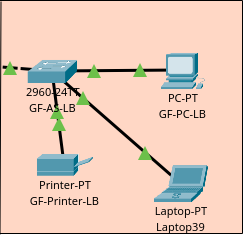 2960-24TT
GF-AS-LB
PC-PT
GF-PC-LB
Printer-PT
GF-Printer-LB
Laptop-PT
Laptop39